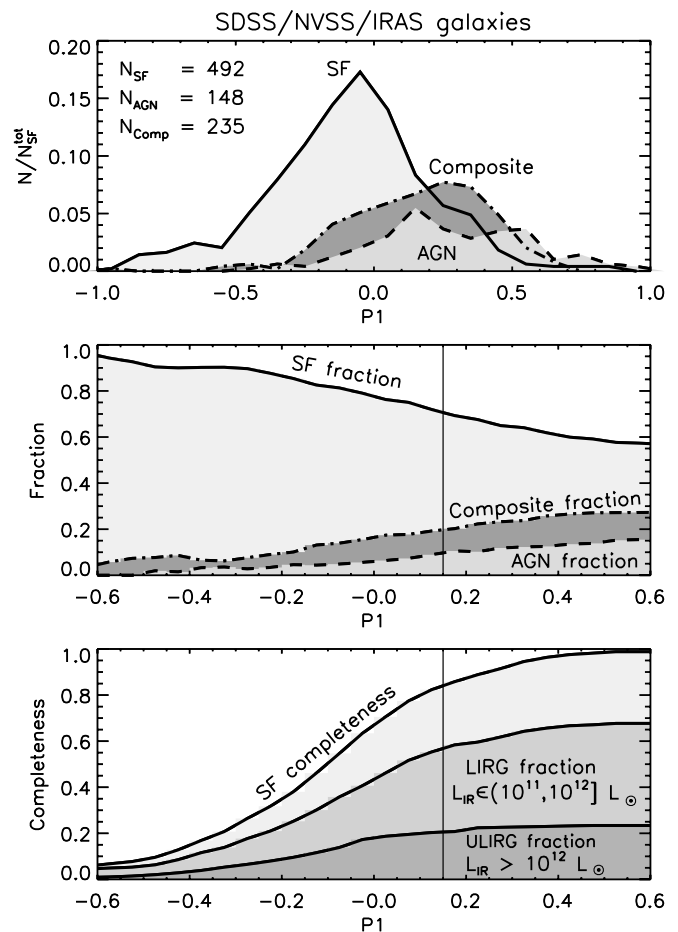 SDSS/NVSS/IRAS galaxies
0.20
0.15
0.10
0.05
0.00
N/N_SF^tot
N_SF = 492
N_AGN = 148
N_Comp = 235
SF
Composite
AGN
−1.0 −0.5 0.0 0.5 1.0
P1
1.0
0.8
0.6
0.4
0.2
0.0
Fraction
SF fraction
Composite fraction
AGN fraction
−0.6 −0.4 −0.2 −0.0 0.2 0.4 0.6
P1
1.0
0.8
0.6
0.4
0.2
0.0
Completeness
SF completeness
LIRG fraction
L_IR∈(10^11,10^12] L_⊙
ULIRG fraction
L_IR > 10^12 L_⊙
−0.6 −0.4 −0.2 −0.0 0.2 0.4 0.6
P1